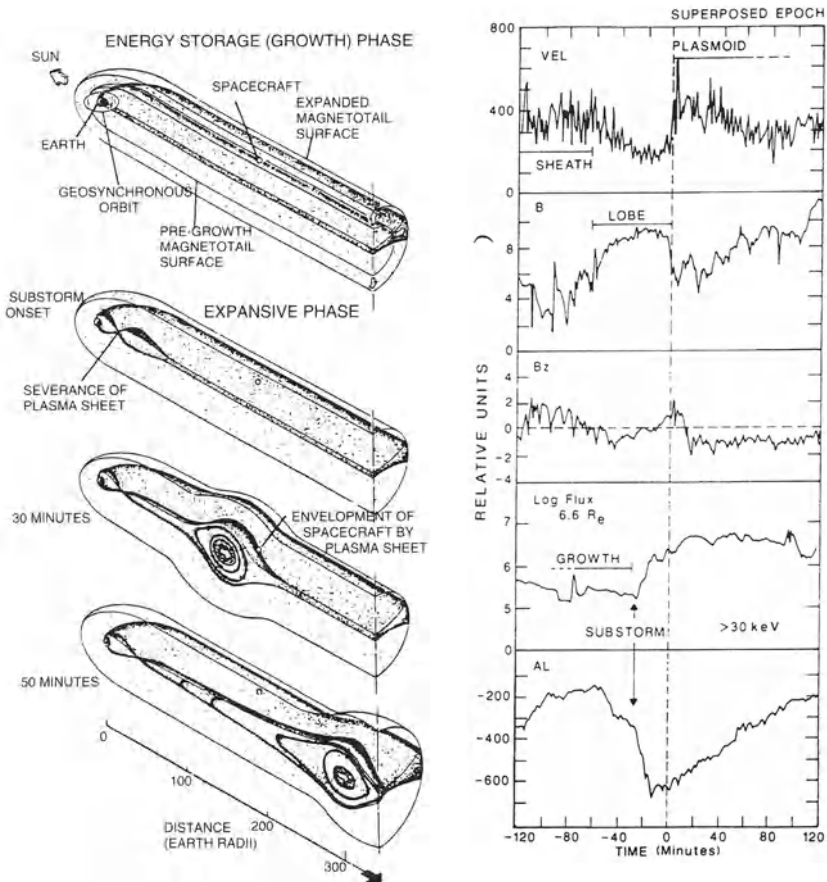 ENERGY STORAGE (GROWTH) PHASE
SUN
SPACECRAFT
EXPANDED
MAGNETOTAIL
SURFACE
EARTH
GEOSYNCHRONOUS
ORBIT
PRE-GROWTH
MAGNETOTAIL
SURFACE
SUBSTORM
ONSET
EXPANSIVE PHASE
SEVERANCE OF
PLASMA SHEET
30 MINUTES
ENVELOPMENT OF
SPACECRAFT BY
PLASMA SHEET
50 MINUTES
0
100
200
300
DISTANCE
(EARTH RADII)
SUPERPOSED EPOCH
800
VEL
PLASMOID
400
SHEATH
0
B
LOBE
)
8
4
0
Bz
4
2
0
-2
-4
RELATIVE UNITS
Log Flux
6.6 Re
7
6
GROWTH
5
SUBSTORM
>30 keV
0
AL
-200
-400
-600
-120 -80 -40 0 40 80 120
TIME (Minutes)